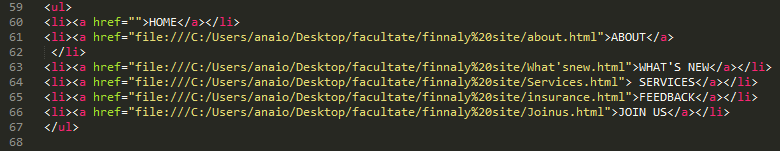 59 <ul>
60 <li><a href="">HOME</a></li>
61 <li><a href="file:///C:/Users/anaio/Desktop/facultate/finnaly%20site/about.html">ABOUT</a>
62 </li>
63 <li><a href="file:///C:/Users/anaio/Desktop/facultate/finnaly%20site/What'snew.html">WHAT'S NEW</a></li>
64 <li><a href="file:///C:/Users/anaio/Desktop/facultate/finnaly%20site/Services.html"> SERVICES</a></li>
65 <li><a href="file:///C:/Users/anaio/Desktop/facultate/finnaly%20site/insurance.html">FEEDBACK</a></li>
66 <li><a href="file:///C:/Users/anaio/Desktop/facultate/finnaly%20site/Joinus.html">JOIN US</a></li>
67 </ul>
68